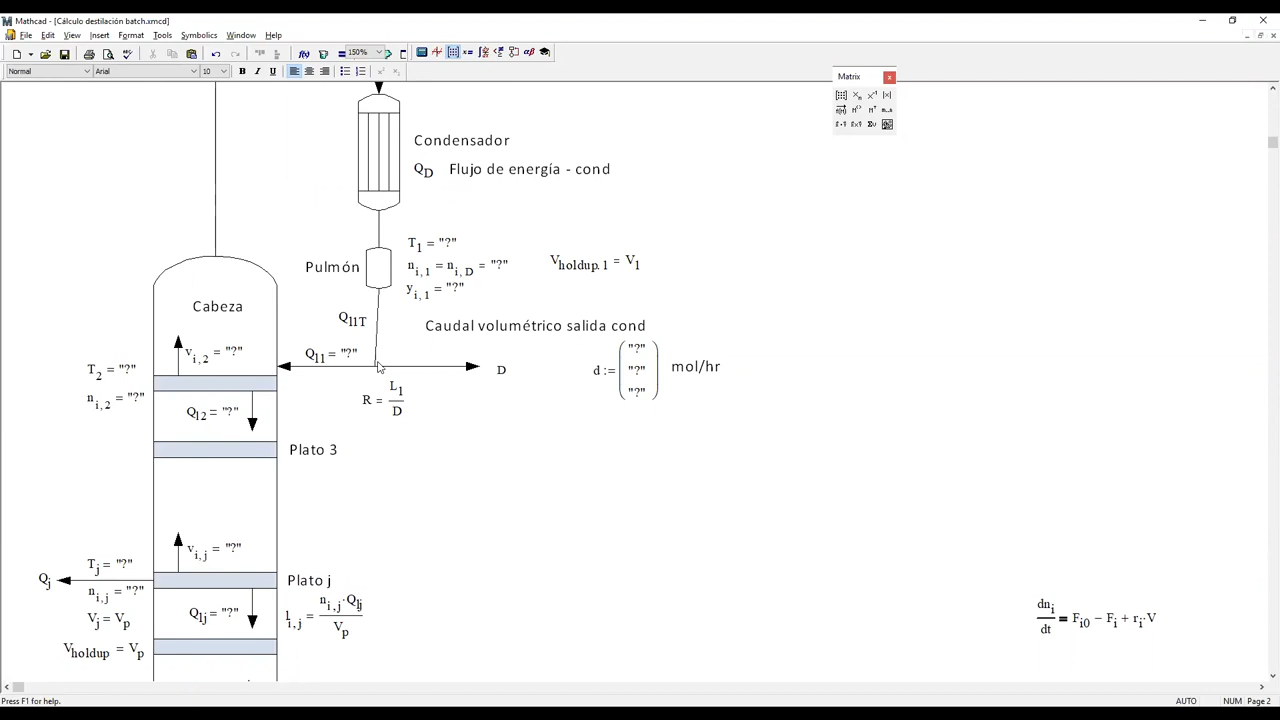 Mathcad - [Cálculo destilación batch.xmcd]
File Edit View Insert Format Tools Symbolics Window Help
150%
Normal Arial 10 B I U
Matrix x
Condensador
Q_D Flujo de energía - cond
T_1 = "?"
Pulmón n_i,1 = n_i,D = "?" V_holdup.1 = V_1
y_i,1 = "?"
Q_l1T
Caudal volumétrico salida cond
Cabeza
v_i,2 = "?" Q_l1 = "?"
T_2 = "?" D d := ("?" "?" "?") mol/hr
n_i,2 = "?" R = L_1/D
Q_l2 = "?"
Plato 3
v_i,j = "?"
T_j = "?"
Q_j Plato j
n_i,j = "?"
V_j = V_p Q_lj = "?" l_i,j = n_i,j·Q_lj/V_p
V_holdup = V_p
dn_i/dt = F_i0 − F_i + r_i·V
Press F1 for help. AUTO NUM Page 2